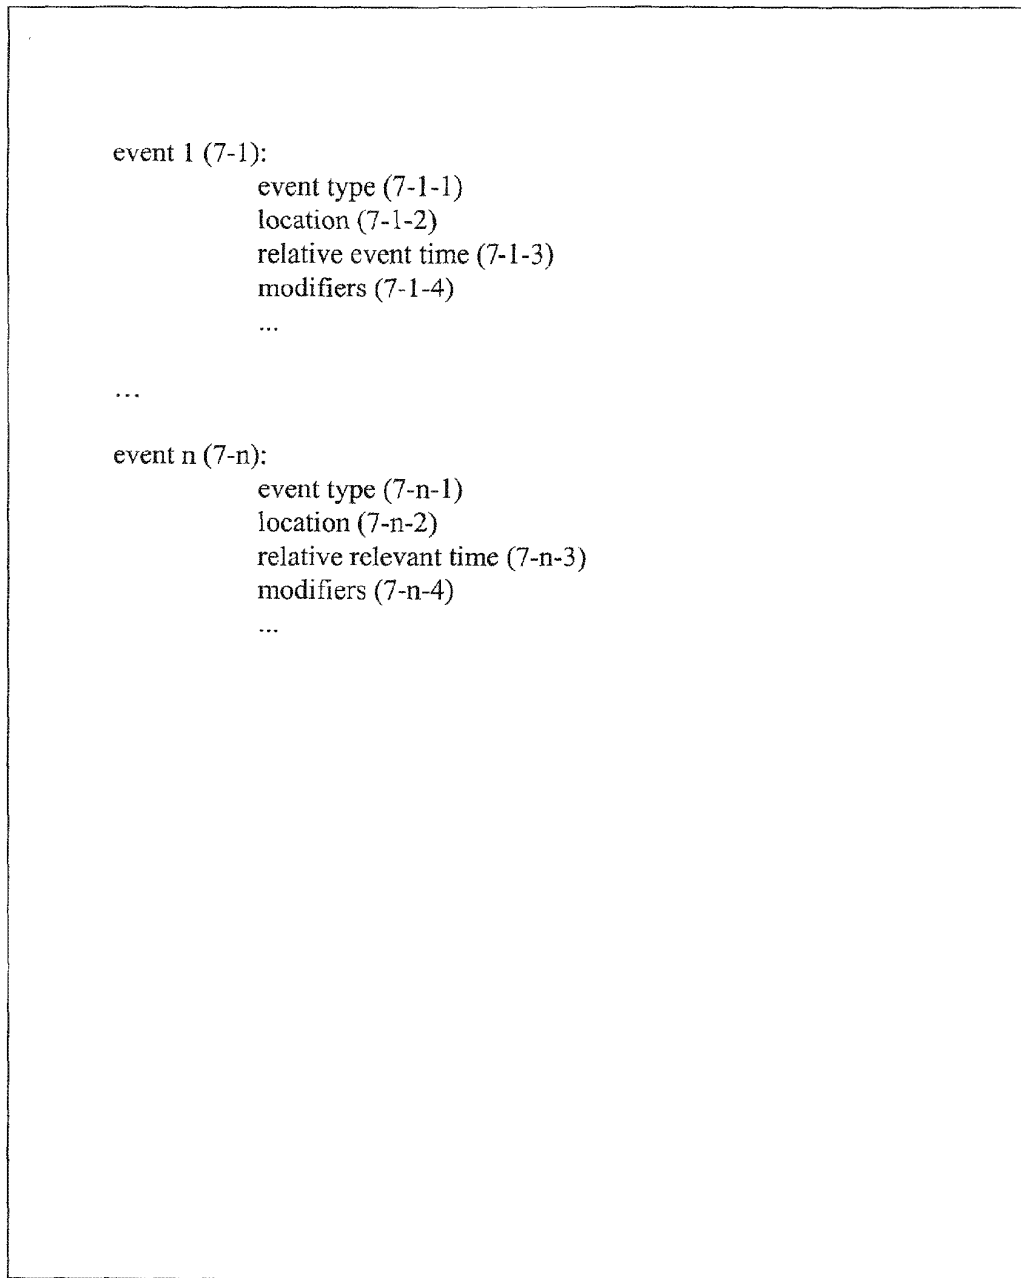 event 1 (7-1):
event type (7-1-1)
location (7-1-2)
relative event time (7-1-3)
modifiers (7-1-4)
...
...
event n (7-n):
event type (7-n-1)
location (7-n-2)
relative relevant time (7-n-3)
modifiers (7-n-4)
...